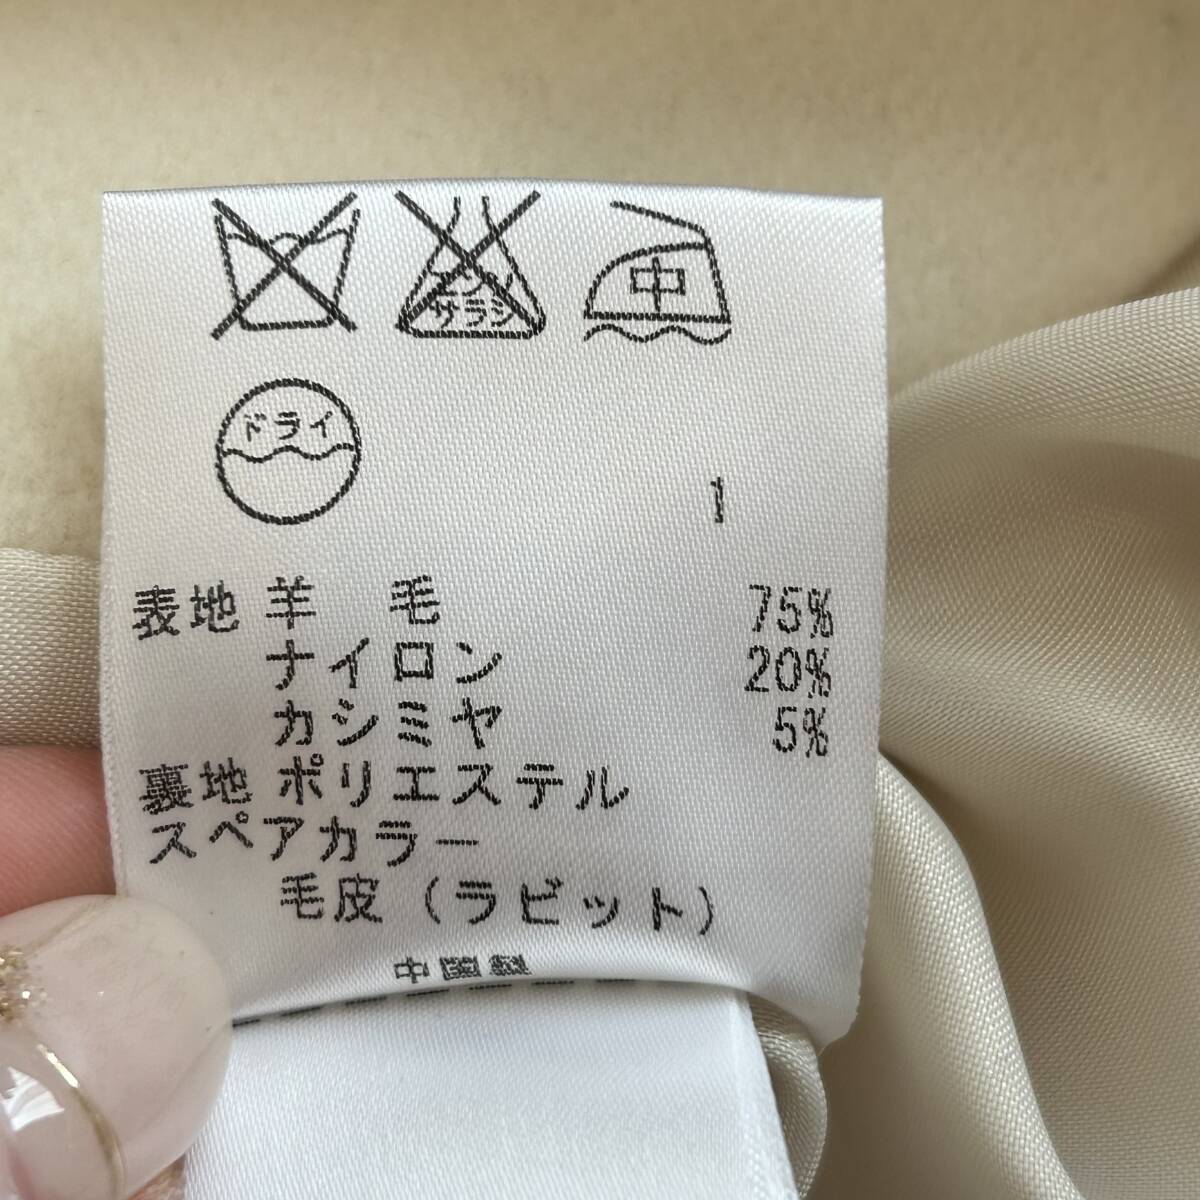 エンソ
サラシ
中
ドライ
1
表地 羊 毛 75%
ナイロン 20%
カシミヤ 5%
裏地 ポリエステル
スペアカラー
毛皮(ラビット)
中国製